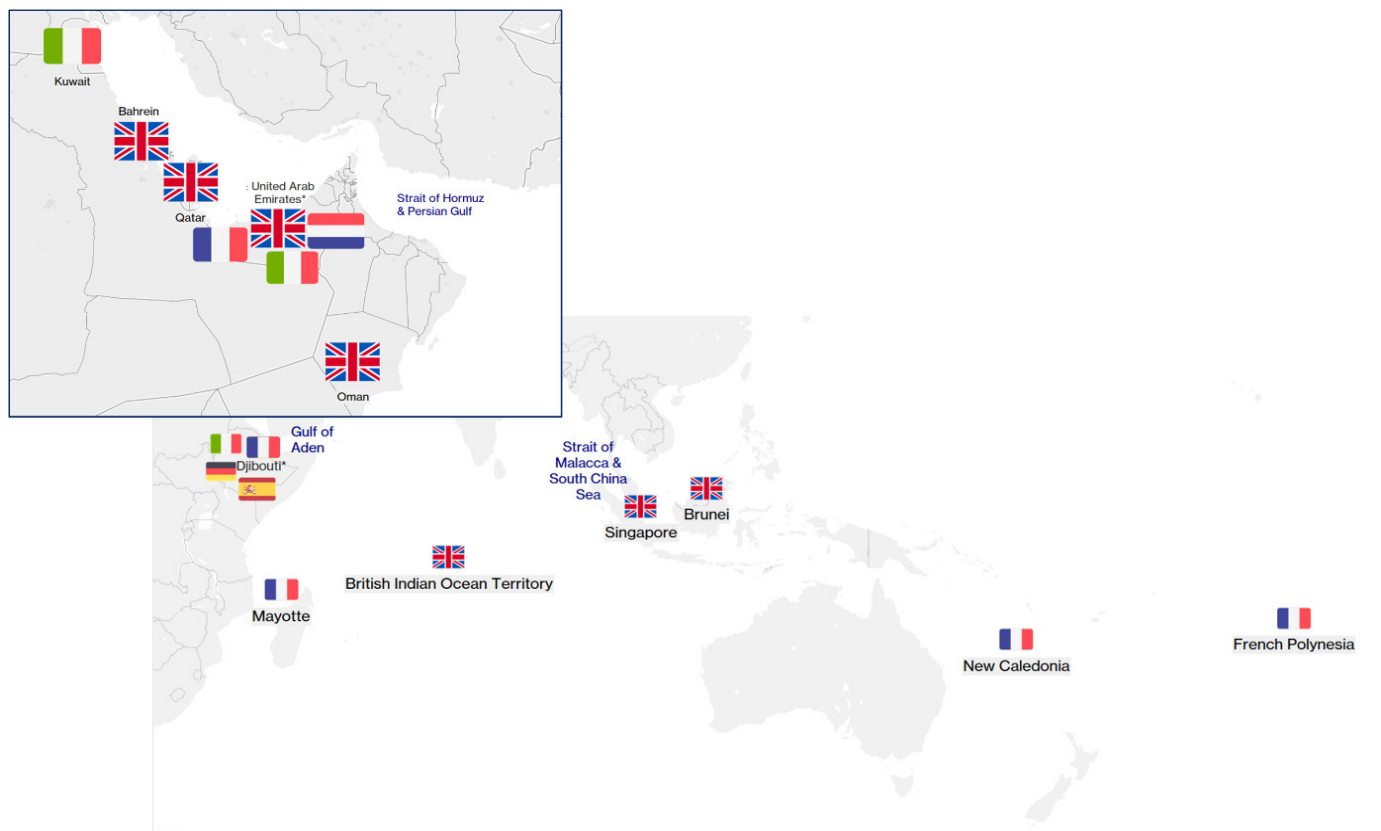 Kuwait
Bahrein
Qatar
: United Arab
Emirates*
Strait of Hormuz
& Persian Gulf
Oman
Gulf of
Aden
Djibouti*
Strait of
Malacca &
South China
Sea
Brunei
Singapore
British Indian Ocean Territory
Mayotte
New Caledonia
French Polynesia